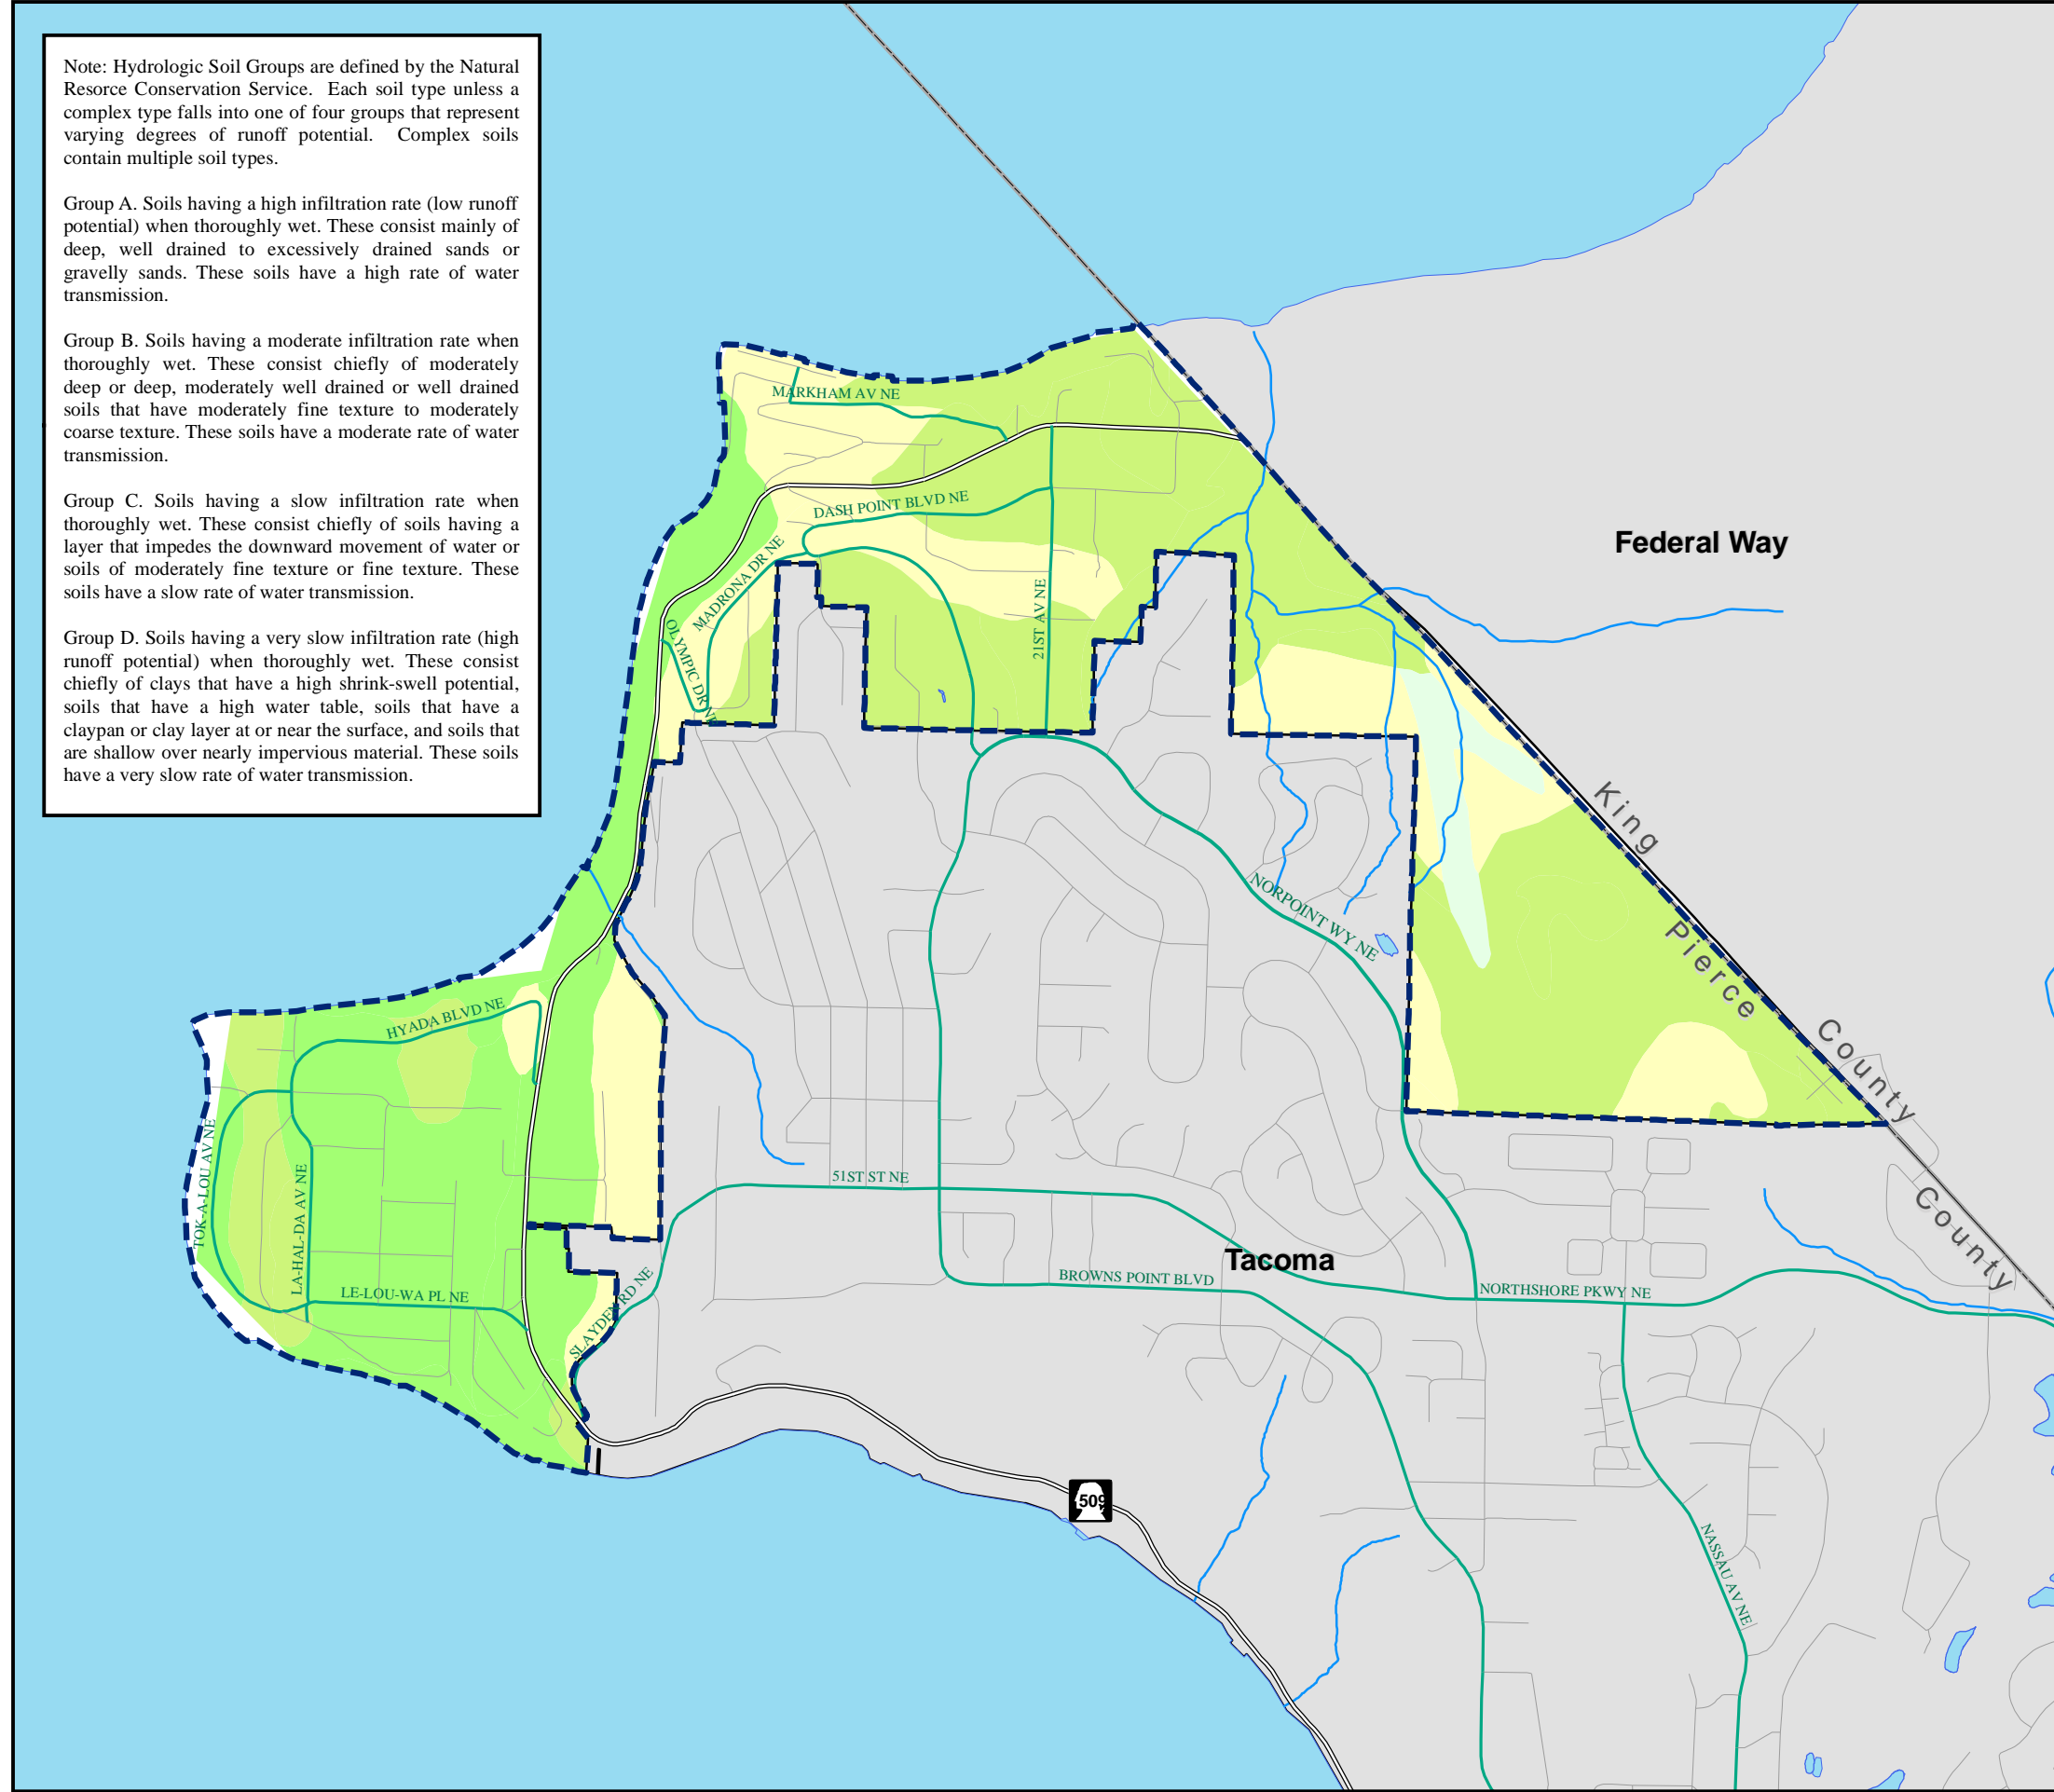 Note: Hydrologic Soil Groups are defined by the Natural
Resorce Conservation Service. Each soil type unless a
complex type falls into one of four groups that represent
varying degrees of runoff potential. Complex soils
contain multiple soil types.
Group A. Soils having a high infiltration rate (low runoff
potential) when thoroughly wet. These consist mainly of
deep, well drained to excessively drained sands or
gravelly sands. These soils have a high rate of water
transmission.
Group B. Soils having a moderate infiltration rate when
thoroughly wet. These consist chiefly of moderately
deep or deep, moderately well drained or well drained
soils that have moderately fine texture to moderately
coarse texture. These soils have a moderate rate of water
transmission.
Group C. Soils having a slow infiltration rate when
thoroughly wet. These consist chiefly of soils having a
layer that impedes the downward movement of water or
soils of moderately fine texture or fine texture. These
soils have a slow rate of water transmission.
Group D. Soils having a very slow infiltration rate (high
runoff potential) when thoroughly wet. These consist
chiefly of clays that have a high shrink-swell potential,
soils that have a high water table, soils that have a
claypan or clay layer at or near the surface, and soils that
are shallow over nearly impervious material. These soils
have a very slow rate of water transmission.
MARKHAM AV NE
DASH POINT BLVD NE
MADRONA DR NE
OLYMPIC DR NE
21ST AV NE
Federal Way
King County
Pierce County
NORPOINT WY NE
HYADA BLVD NE
TOK-A-LOU AV NE
LA-HAL-DA AV NE
LE-LOU-WA PL NE
SLAYDEN RD NE
51ST ST NE
Tacoma
BROWNS POINT BLVD
NORTHSHORE PKWY NE
509
NASSAU AV NE